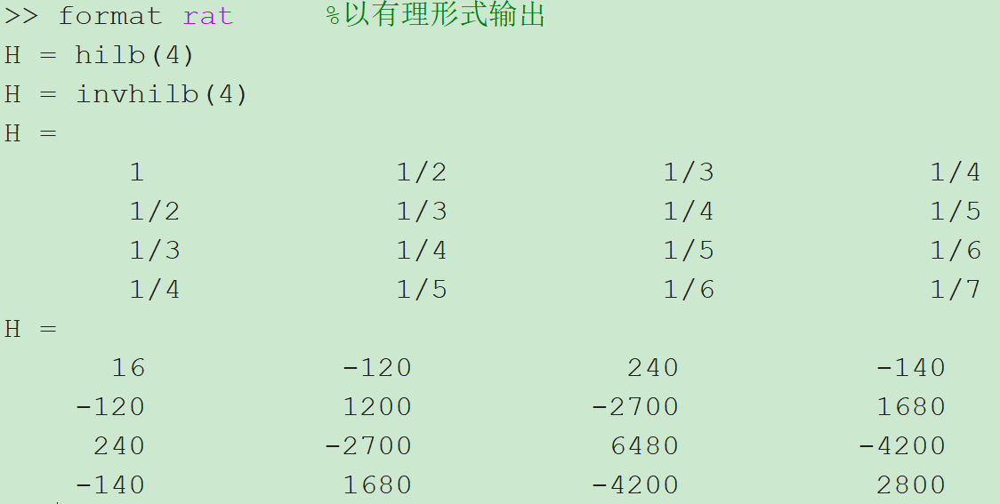 >> format rat %以有理形式输出
H = hilb(4)
H = invhilb(4)
H =
1 1/2 1/3 1/4
1/2 1/3 1/4 1/5
1/3 1/4 1/5 1/6
1/4 1/5 1/6 1/7
H =
16 -120 240 -140
-120 1200 -2700 1680
240 -2700 6480 -4200
-140 1680 -4200 2800